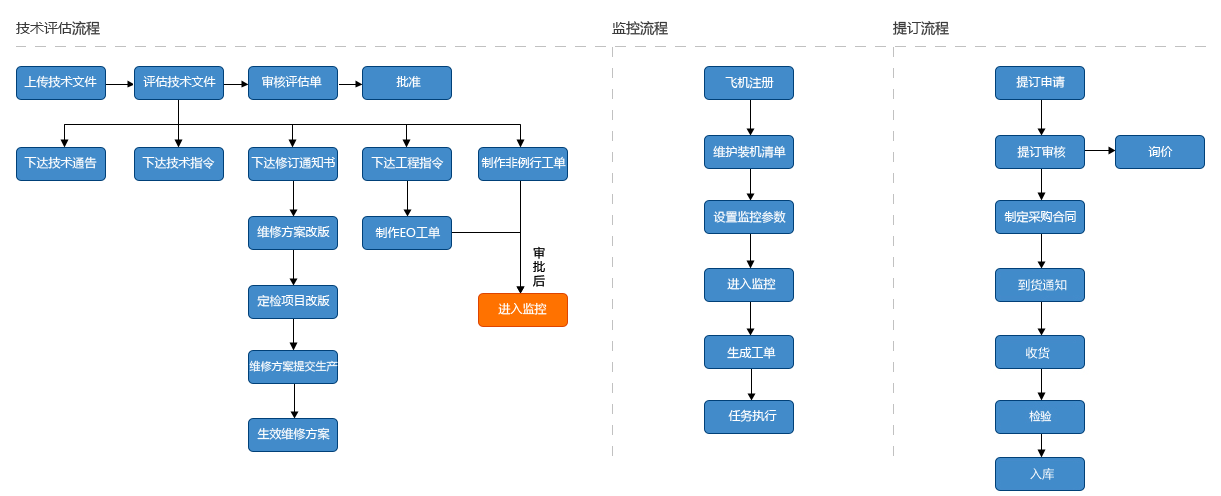 技术评估流程
上传技术文件
评估技术文件
审核评估单
批准
下达技术通告
下达技术指令
下达修订通知书
下达工程指令
制作非例行工单
维修方案改版
制作EO工单
审
批
后
定检项目改版
进入监控
维修方案提交生产
生效维修方案
监控流程
飞机注册
维护装机清单
设置监控参数
进入监控
生成工单
任务执行
提订流程
提订申请
提订审核
询价
制定采购合同
到货通知
收货
检验
入库